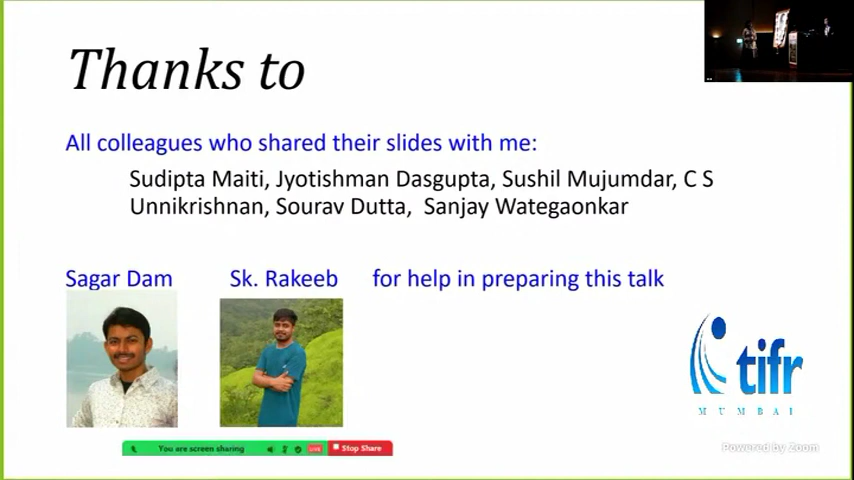 Thanks to
All colleagues who shared their slides with me:
Sudipta Maiti, Jyotishman Dasgupta, Sushil Mujumdar, C S
Unnikrishnan, Sourav Dutta, Sanjay Wategaonkar
Sagar Dam Sk. Rakeeb for help in preparing this talk
tifr
MUMBAI
You are screen sharing LIVE Stop Share
Powered by Zoom